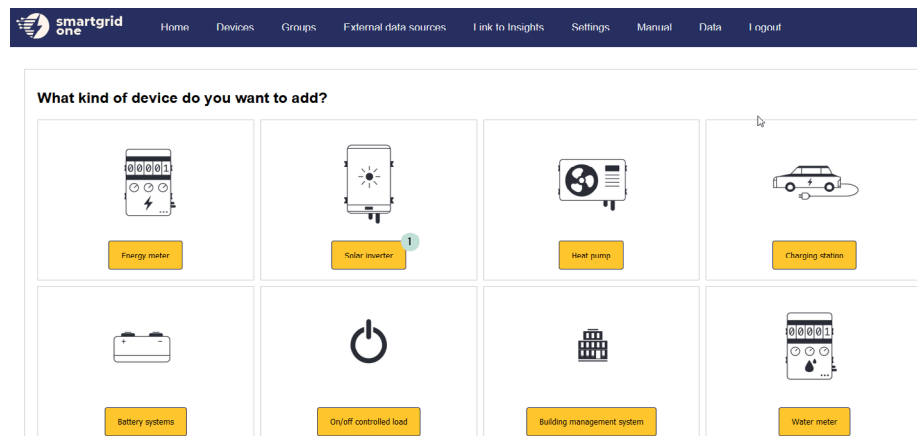 smartgrid
one
Home Devices Groups External data sources Link to Insights Settings Manual Data Logout
What kind of device do you want to add?
00001
00001
1
Energy meter Solar inverter Heat pump Charging station
+ -
Battery systems On/off controlled load Building management system Water meter